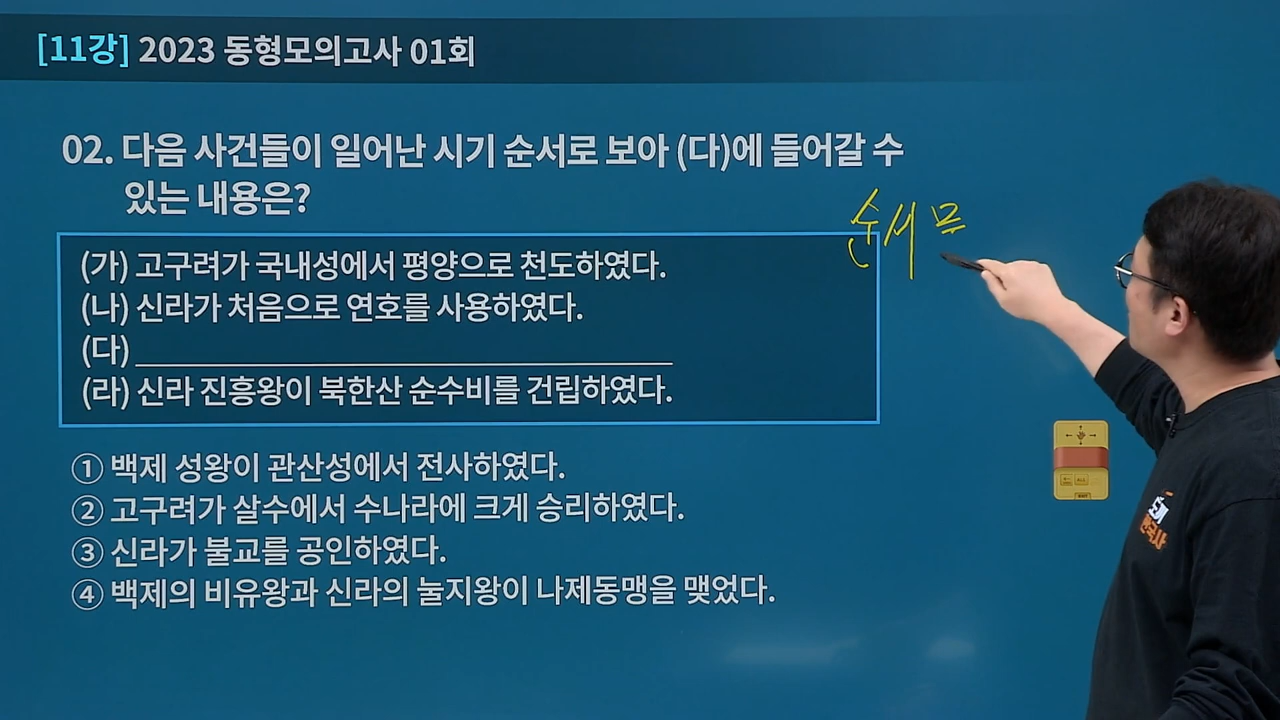 [11강] 2023 동형모의고사 01회
02. 다음 사건들이 일어난 시기 순서로 보아 (다)에 들어갈 수
있는 내용은?
순서 무
(가) 고구려가 국내성에서 평양으로 천도하였다.
(나) 신라가 처음으로 연호를 사용하였다.
(다)
(라) 신라 진흥왕이 북한산 순수비를 건립하였다.
① 백제 성왕이 관산성에서 전사하였다.
② 고구려가 살수에서 수나라에 크게 승리하였다.
③ 신라가 불교를 공인하였다.
④ 백제의 비유왕과 신라의 눌지왕이 나제동맹을 맺었다.
ALL
한국사